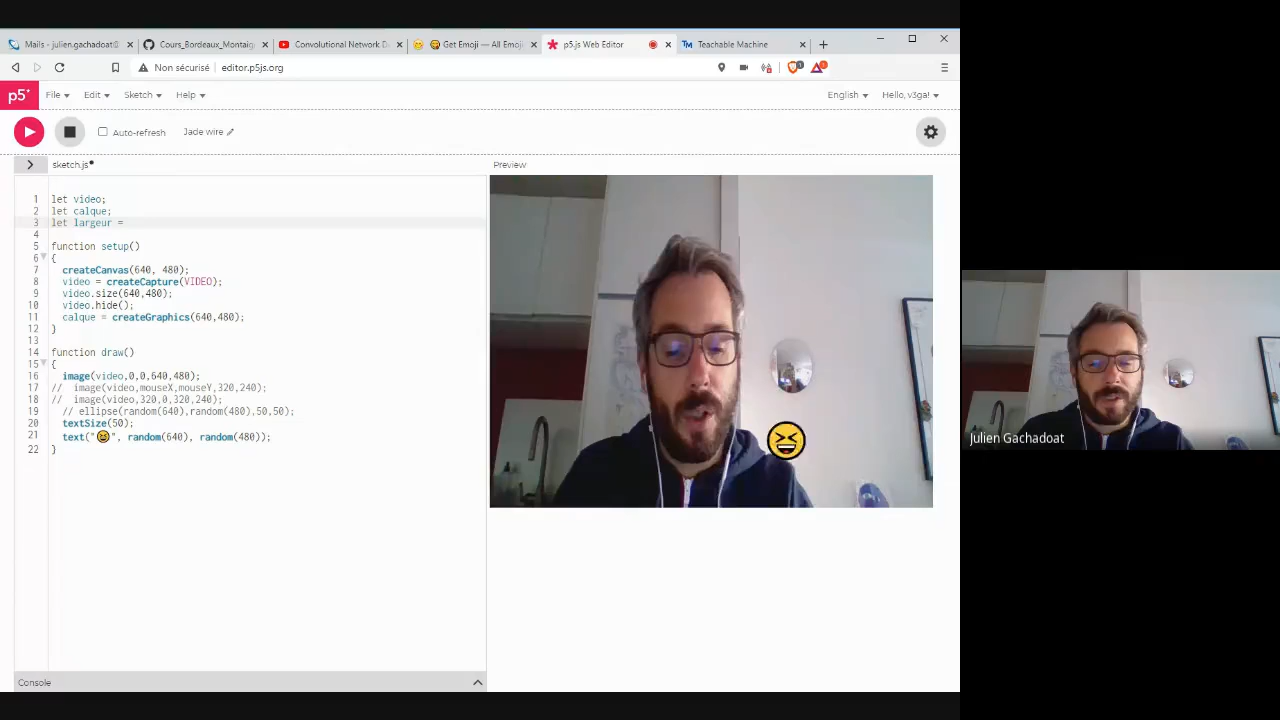 Mails - julien.gachadoat@
Cours_Bordeaux_Montaig
Convolutional Network D
Get Emoji — All Emoji
p5.js Web Editor
Teachable Machine
Non sécurisé
editor.p5js.org
p5*
File
Edit
Sketch
Help
English
Hello, v3ga!
Auto-refresh
Jade wire
sketch.js
Preview
1 let video;
2 let calque;
3 let largeur =
4
5 function setup()
6 {
7 createCanvas(640, 480);
8 video = createCapture(VIDEO);
9 video.size(640,480);
10 video.hide();
11 calque = createGraphics(640,480);
12 }
13
14 function draw()
15 {
16 image(video,0,0,640,480);
17 // image(video,mouseX,mouseY,320,240);
18 // image(video,320,0,320,240);
19 // ellipse(random(640),random(480),50,50);
20 textSize(50);
21 text("😆", random(640), random(480));
22 }
Julien Gachadoat
Console